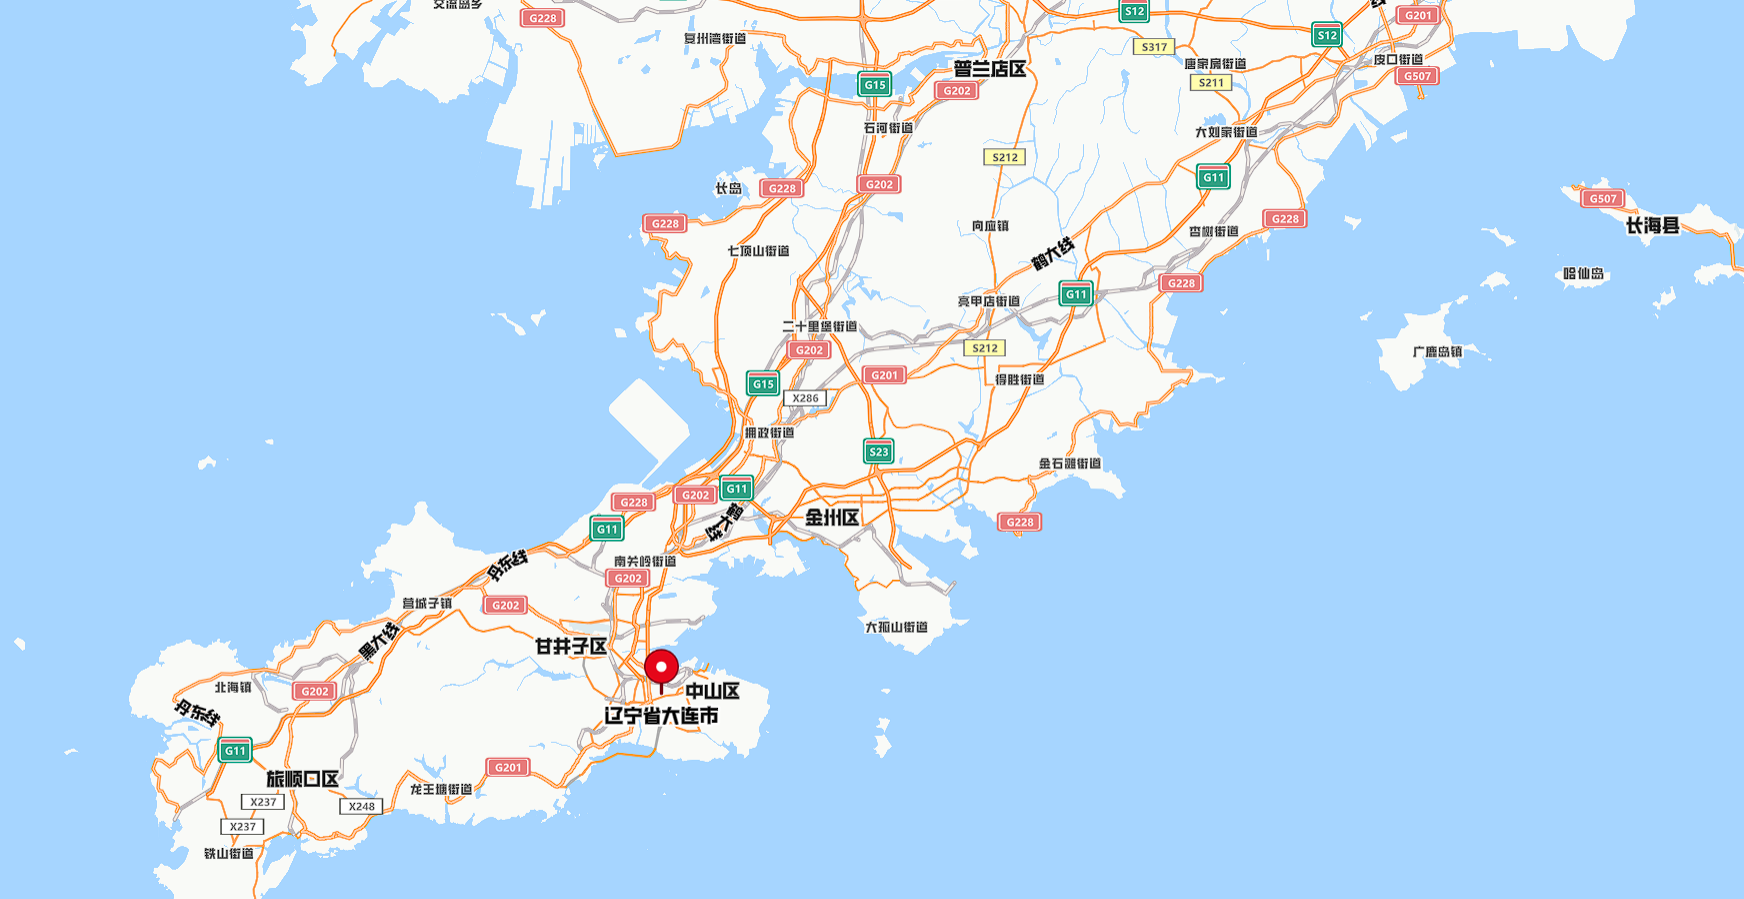 交流岛乡
G228
S12
G201
线
S12
复州湾街道
S317
皮口街道
唐家房街道
普兰店区
G507
G15
G202
S211
石河街道
大刘家街道
S212
G11
长岛
G228
G202
G507
G228
G228
向应镇
杏树街道
长海县
七顶山街道
鹤大线
哈仙岛
G228
G11
亮甲店街道
二十里堡街道
G202
S212
广鹿岛镇
G201
得胜街道
G15
X286
拥政街道
S23
金石滩街道
G11
G202
G228
金州区
鹤大线
G228
G11
丹东线
南关岭街道
G202
营城子镇
G202
大孤山街道
黑大线
甘井子区
北海镇
G202
中山区
丹东线
辽宁省大连市
G11
G201
旅顺口区
龙王塘街道
X237
X248
X237
铁山街道